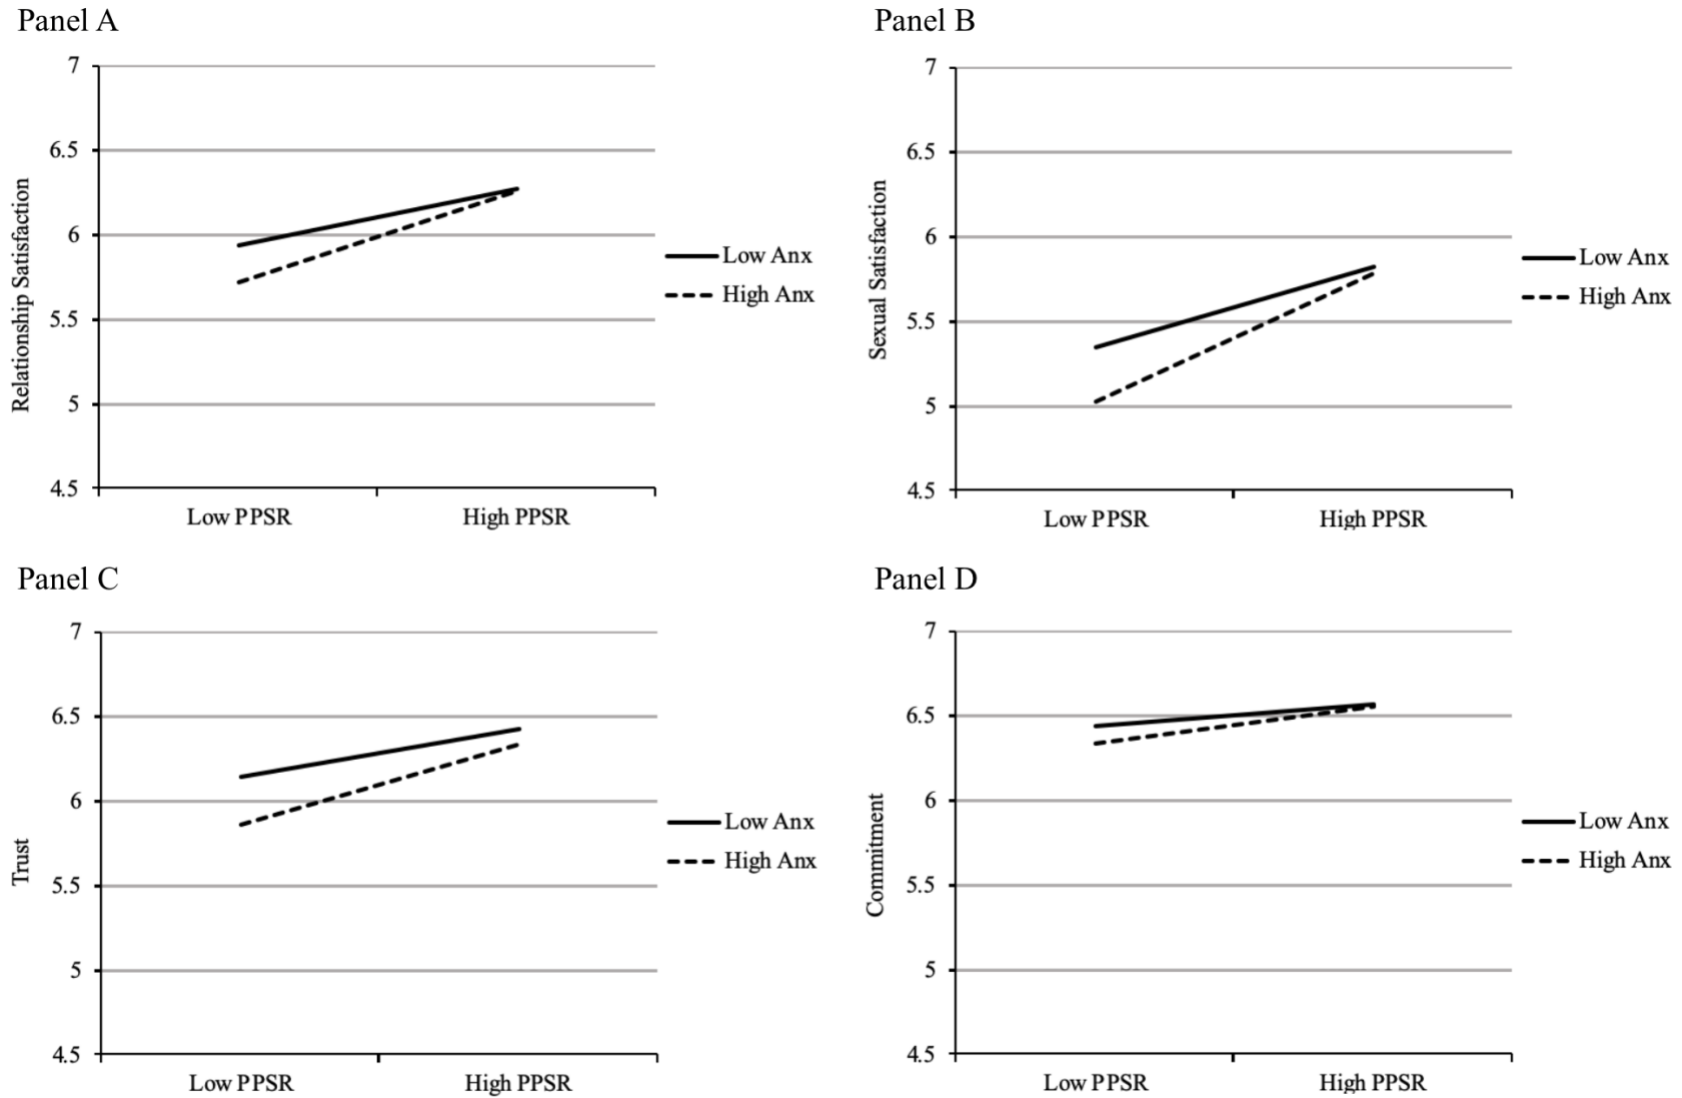 Panel A
7
6.5
6
5.5
5
4.5
Relationship Satisfaction
Low PPSR
High PPSR
Low Anx
High Anx
Panel B
7
6.5
6
5.5
5
4.5
Sexual Satisfaction
Low PPSR
High PPSR
Low Anx
High Anx
Panel C
7
6.5
6
5.5
5
4.5
Trust
Low PPSR
High PPSR
Low Anx
High Anx
Panel D
7
6.5
6
5.5
5
4.5
Commitment
Low PPSR
High PPSR
Low Anx
High Anx